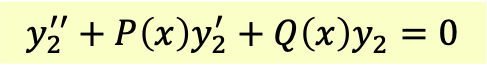 y₂′′ + P(x)y₂′ + Q(x)y₂ = 0